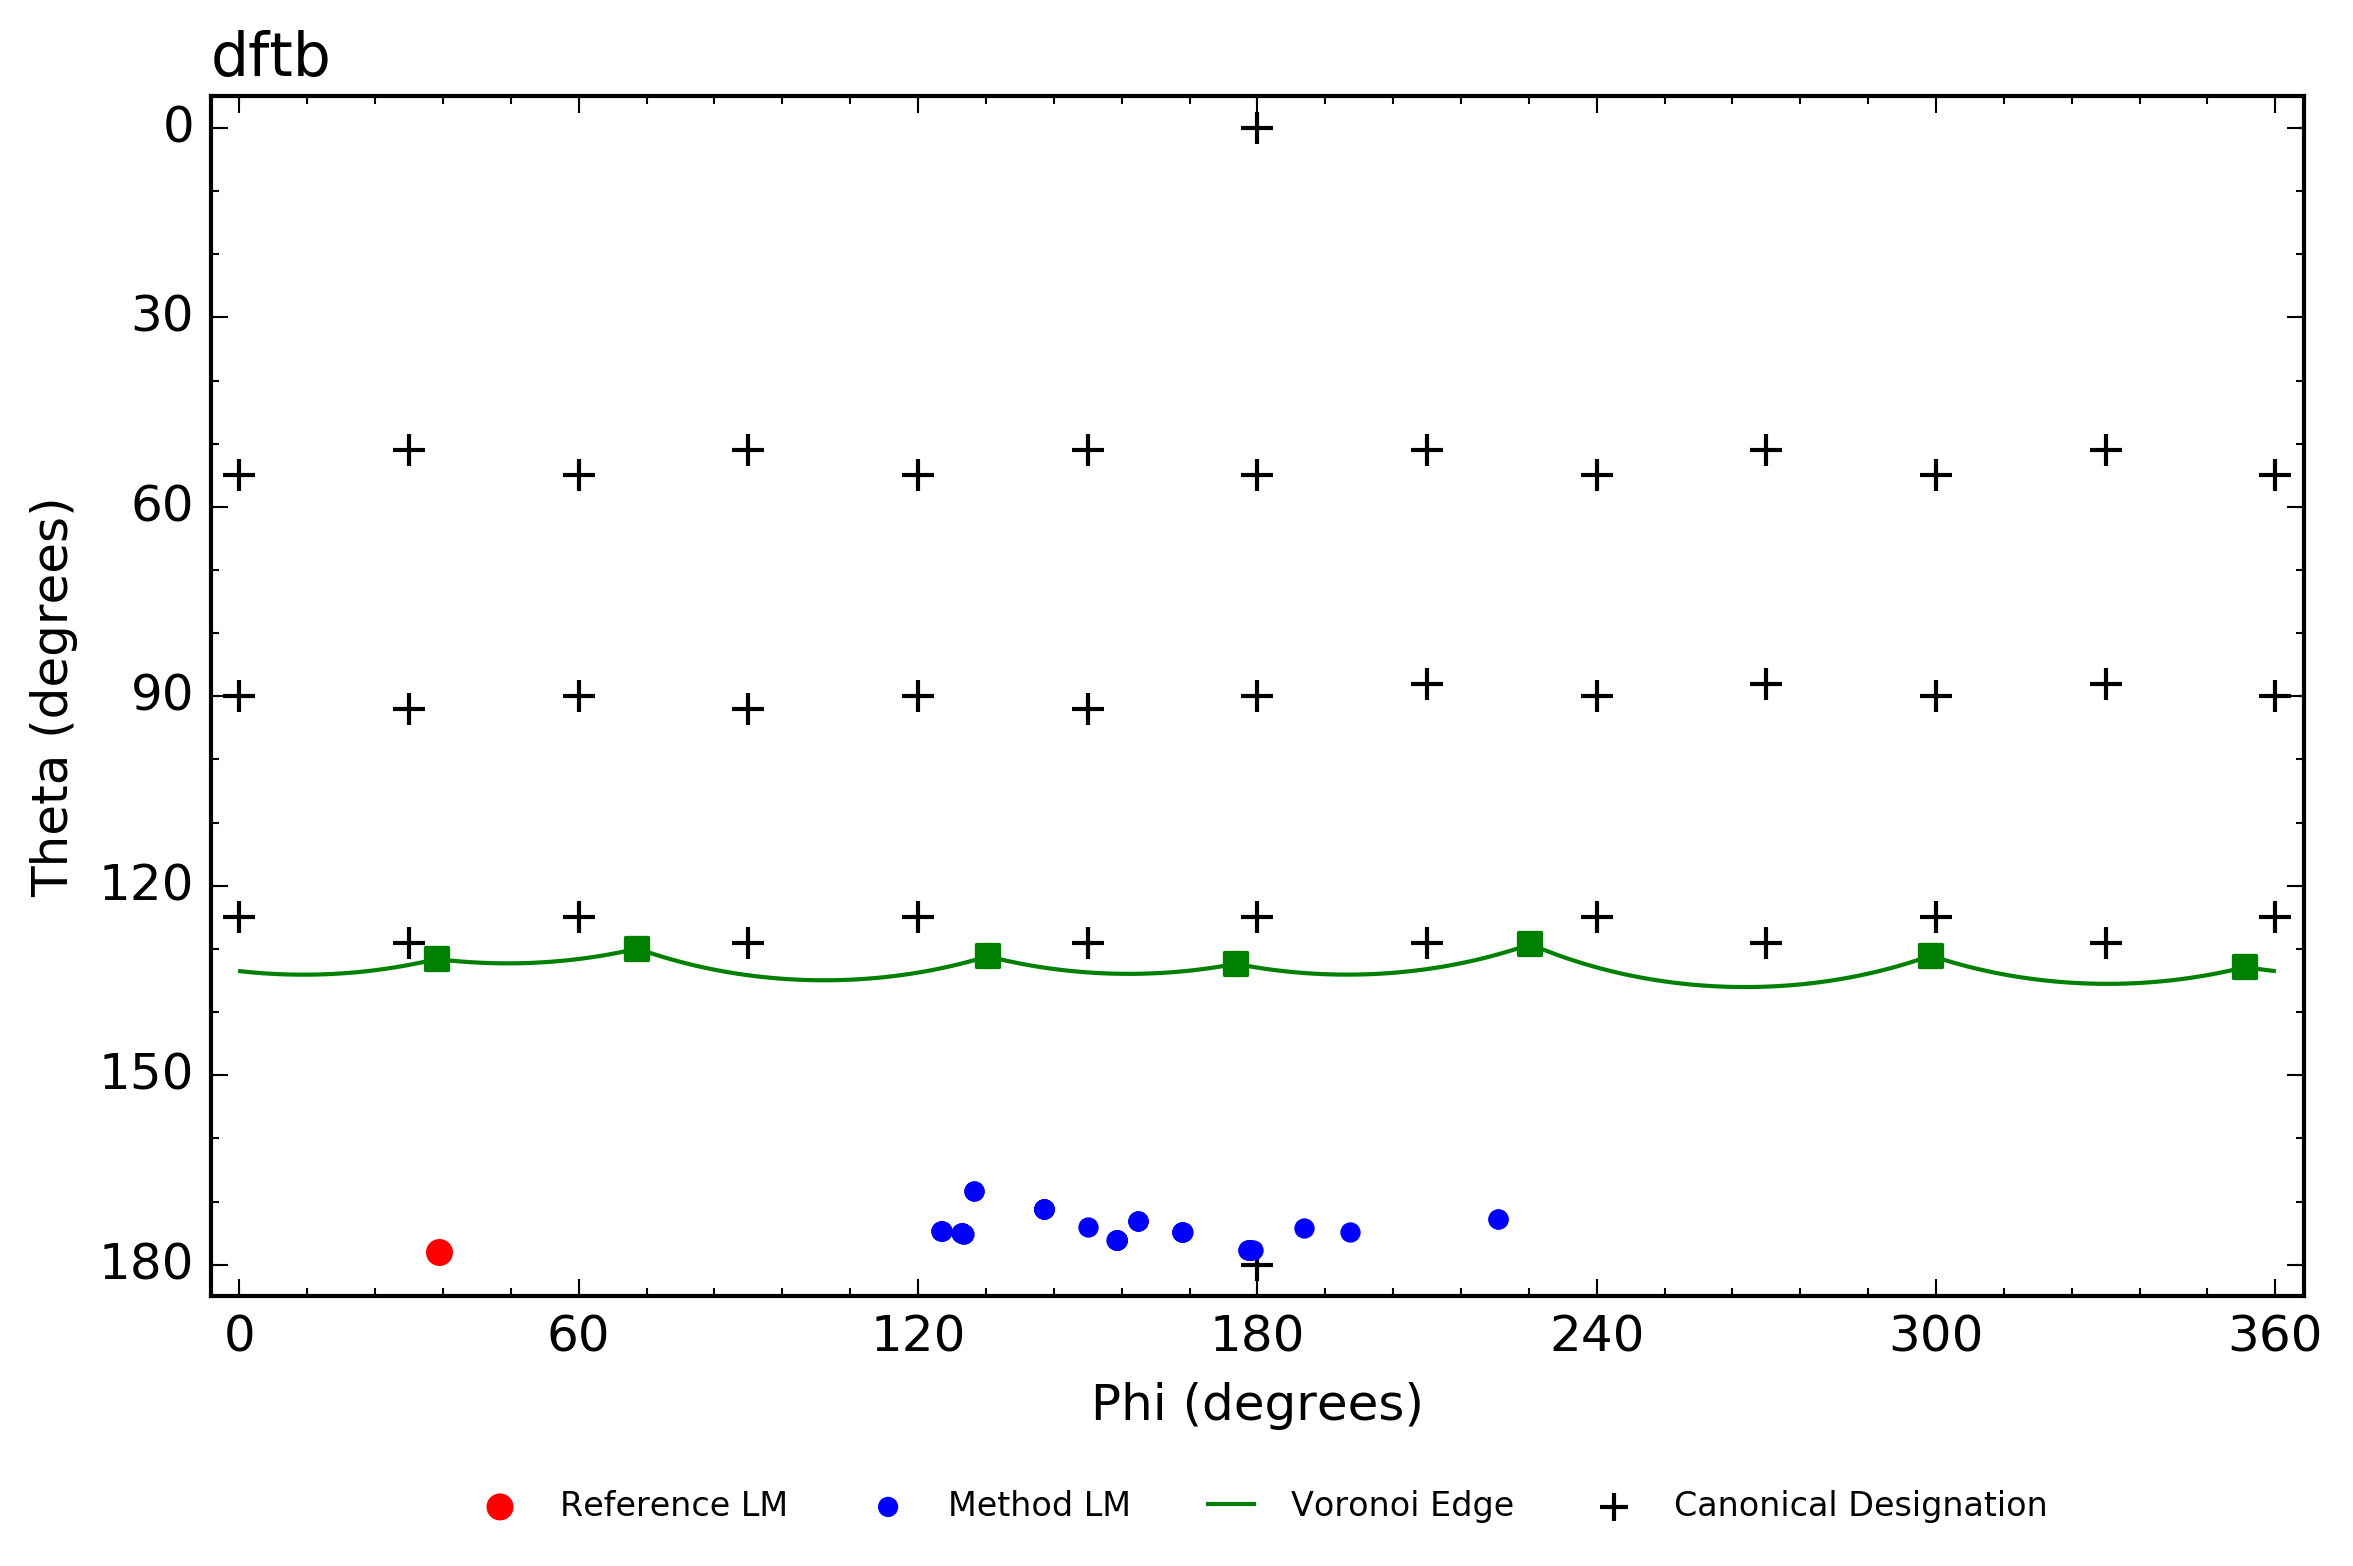 dftb
0
30
60
90
120
150
180
Theta (degrees)
0 60 120 180 240 300 360
Phi (degrees)
Reference LM Method LM Voronoi Edge Canonical Designation